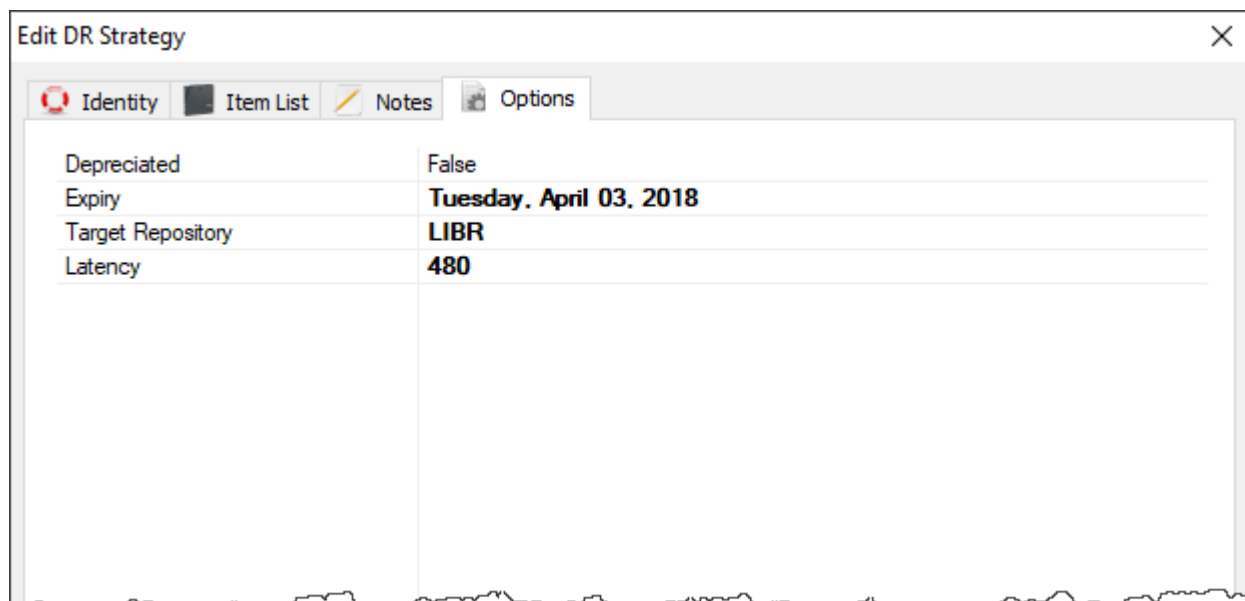 Edit DR Strategy
Identity Item List Notes Options
Depreciated False
Expiry Tuesday, April 03, 2018
Target Repository LIBR
Latency 480